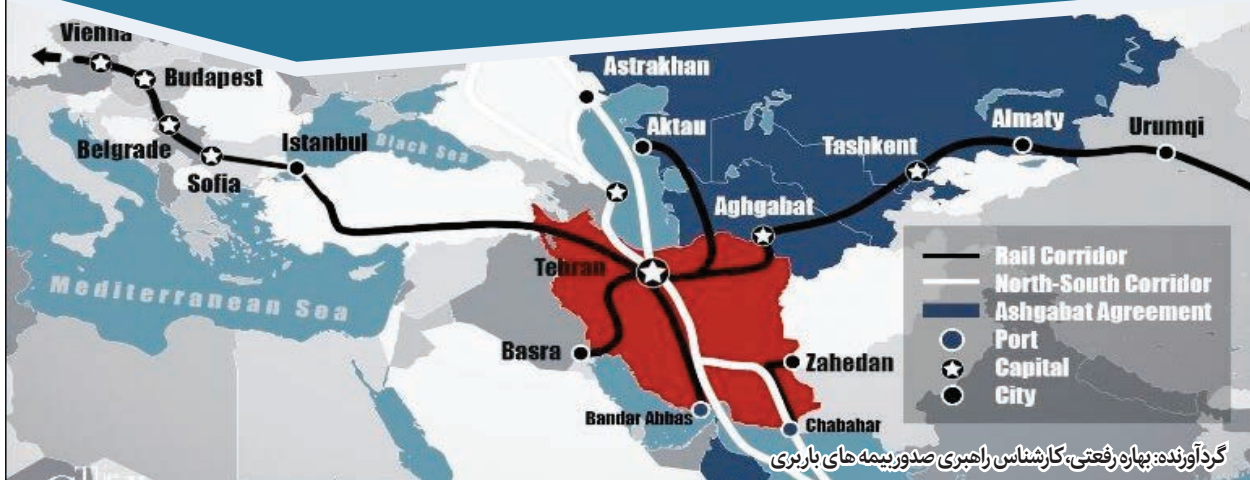 Vienna
Budapest
Belgrade
Sofia
Istanbul
Black Sea
Astrakhan
Aktau
Tashkent
Almaty
Urumqi
Aghgabat
Tehran
Mediterranean Sea
Basra
Zahedan
Bandar Abbas
Chabahar
Rail Corridor
North-South Corridor
Ashgabat Agreement
Port
Capital
City
گردآورنده: بهاره رفعتی، کارشناس راهبری صدور بیمه های باربری